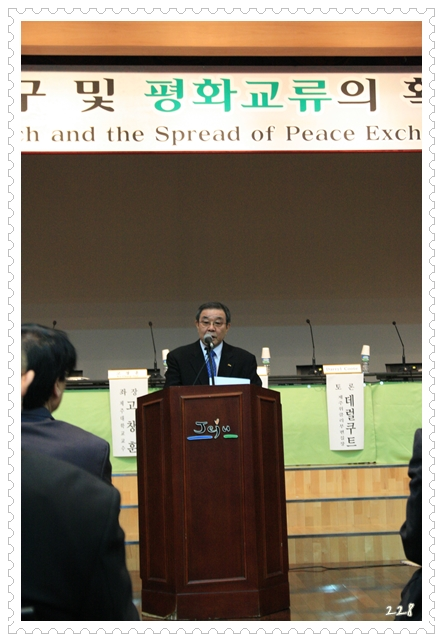 구 및 평화교류의 확
ch and the Spread of Peace Exch
좌장
고창훈
토론
데럴쿠트
Jeju
228